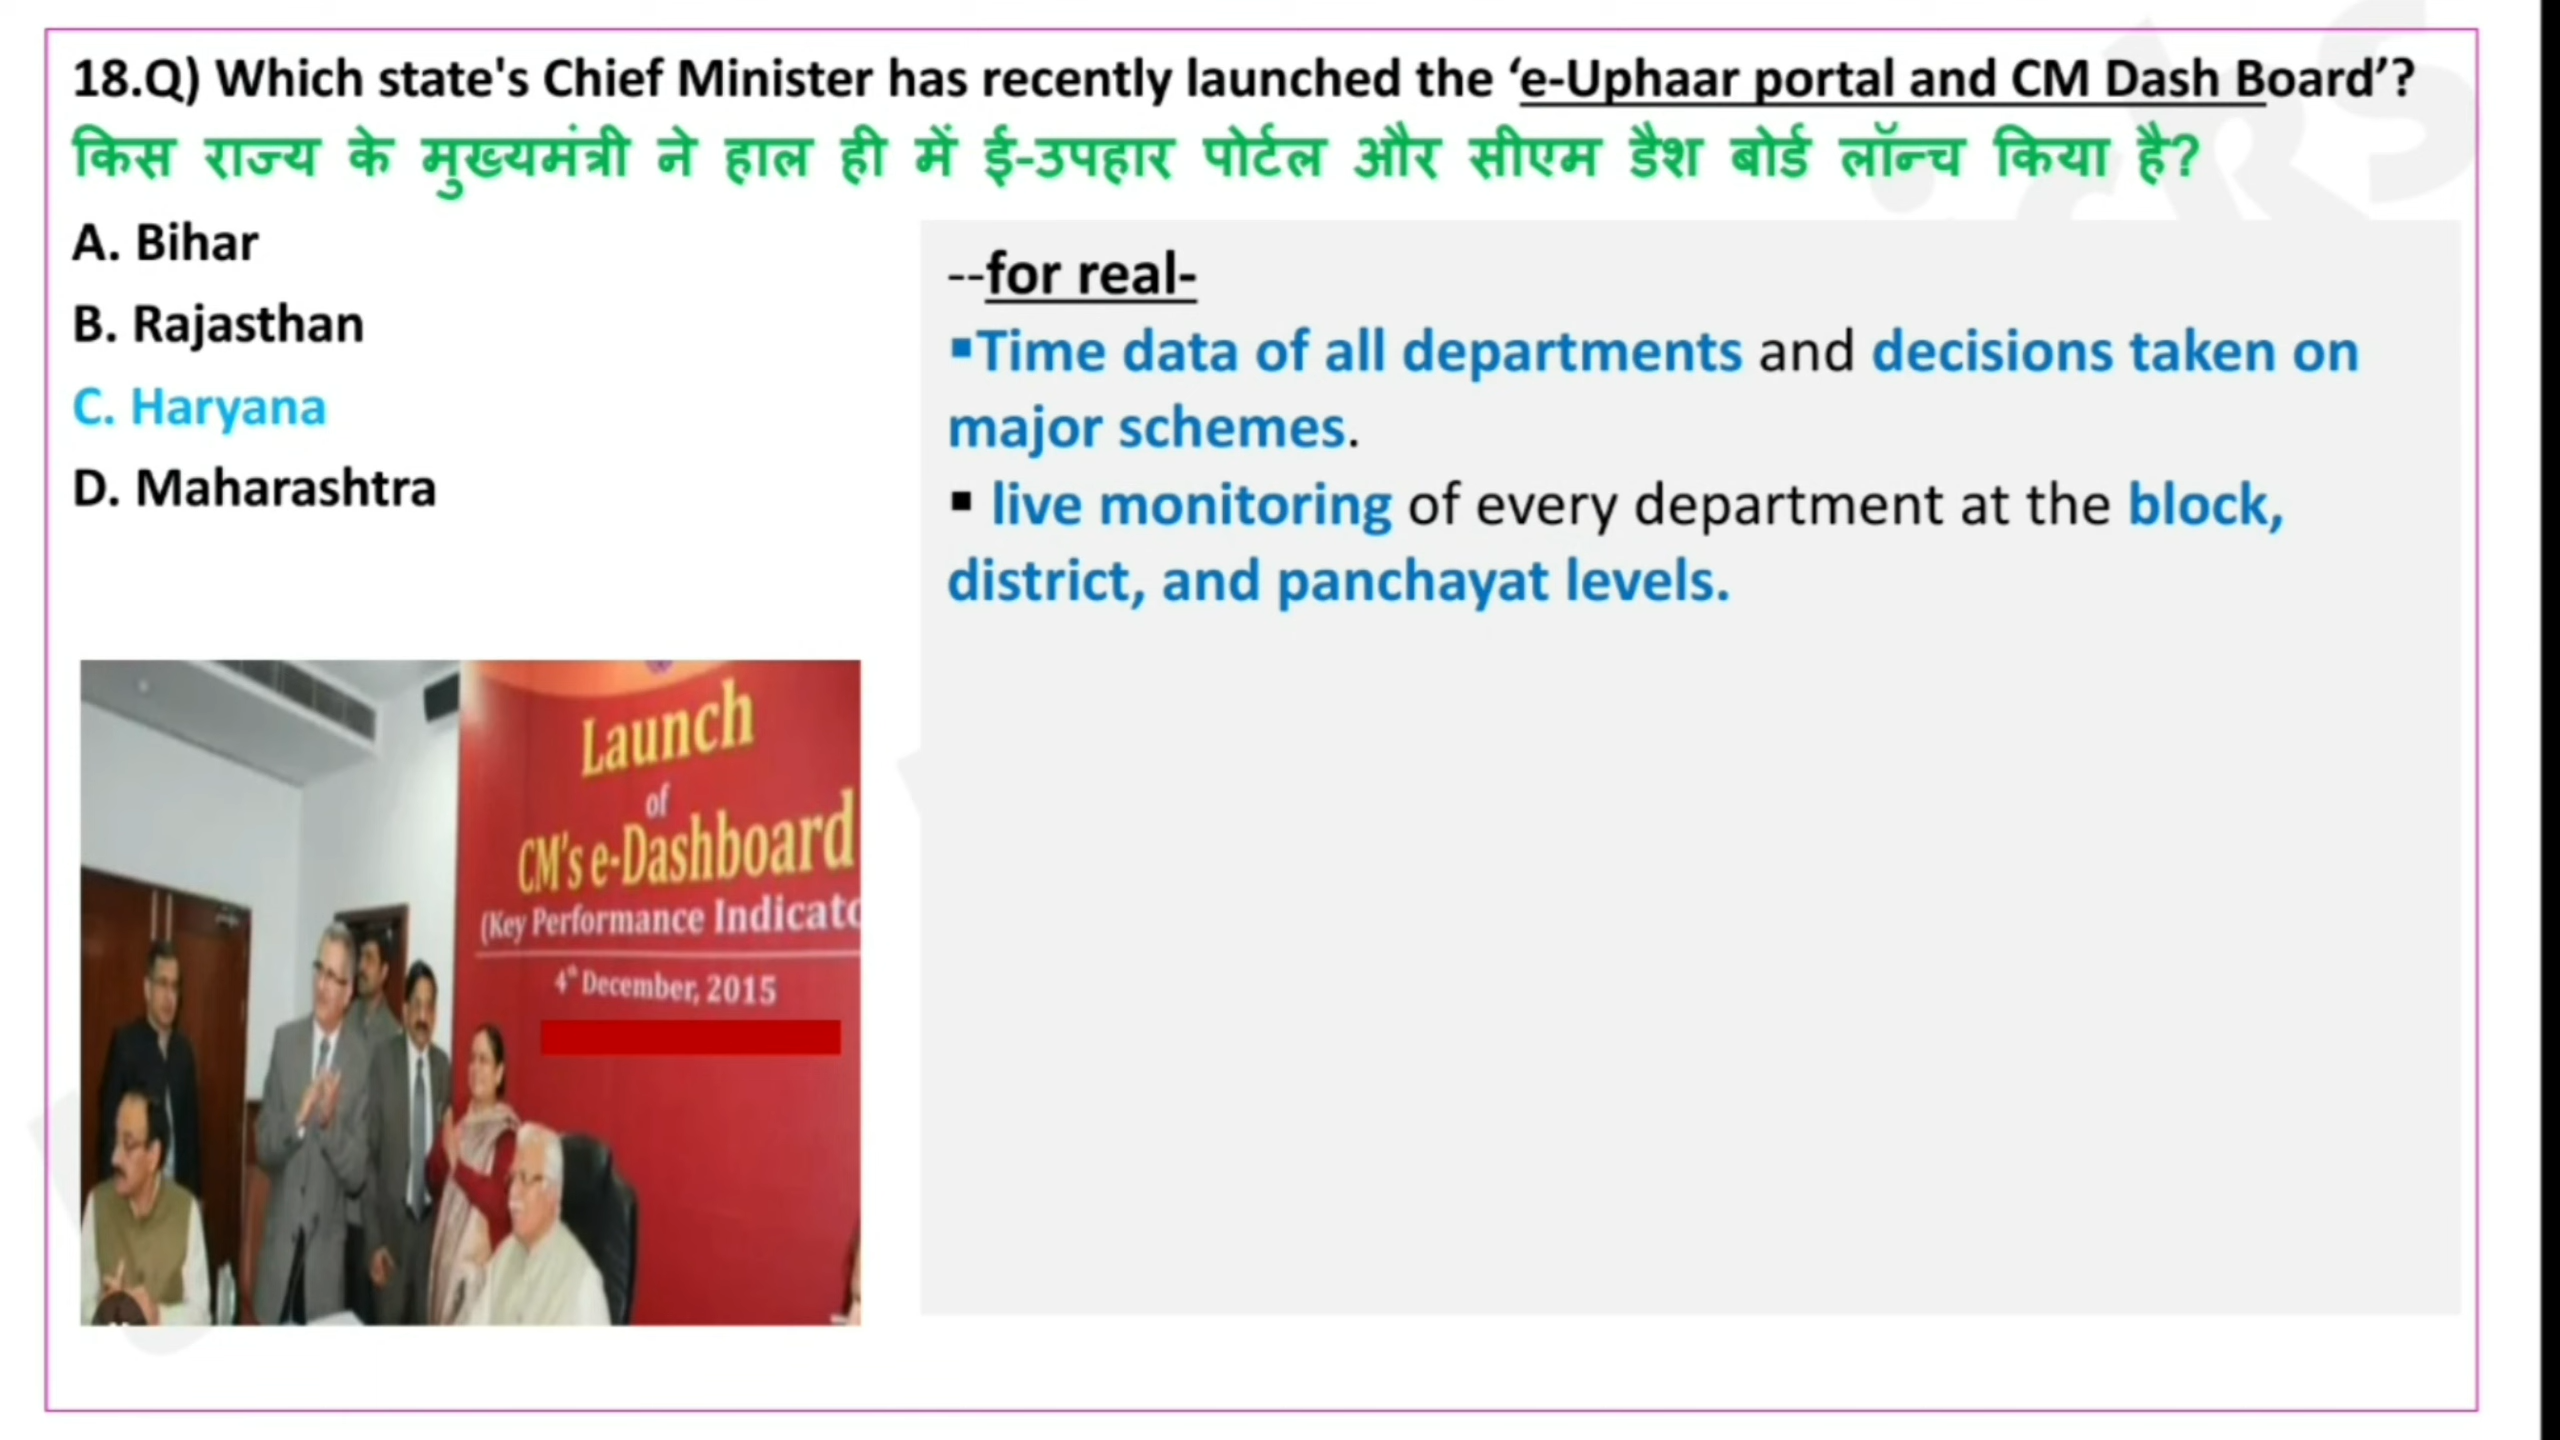 18.Q) Which state's Chief Minister has recently launched the ‘e-Uphaar portal and CM Dash Board’?
किस राज्य के मुख्यमंत्री ने हाल ही में ई-उपहार पोर्टल और सीएम डैश बोर्ड लॉन्च किया है?
A. Bihar
B. Rajasthan
C. Haryana
D. Maharashtra
--for real-
▪Time data of all departments and decisions taken on
major schemes.
▪ live monitoring of every department at the block,
district, and panchayat levels.
Launch
of
CM's e-Dashboard
(Key Performance Indicato
4th December, 2015